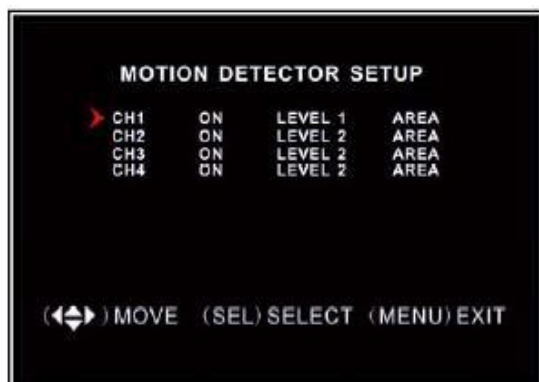 MOTION DETECTOR SETUP
CH1 ON LEVEL 1 AREA
CH2 ON LEVEL 2 AREA
CH3 ON LEVEL 2 AREA
CH4 ON LEVEL 2 AREA
( ) MOVE (SEL) SELECT (MENU) EXIT